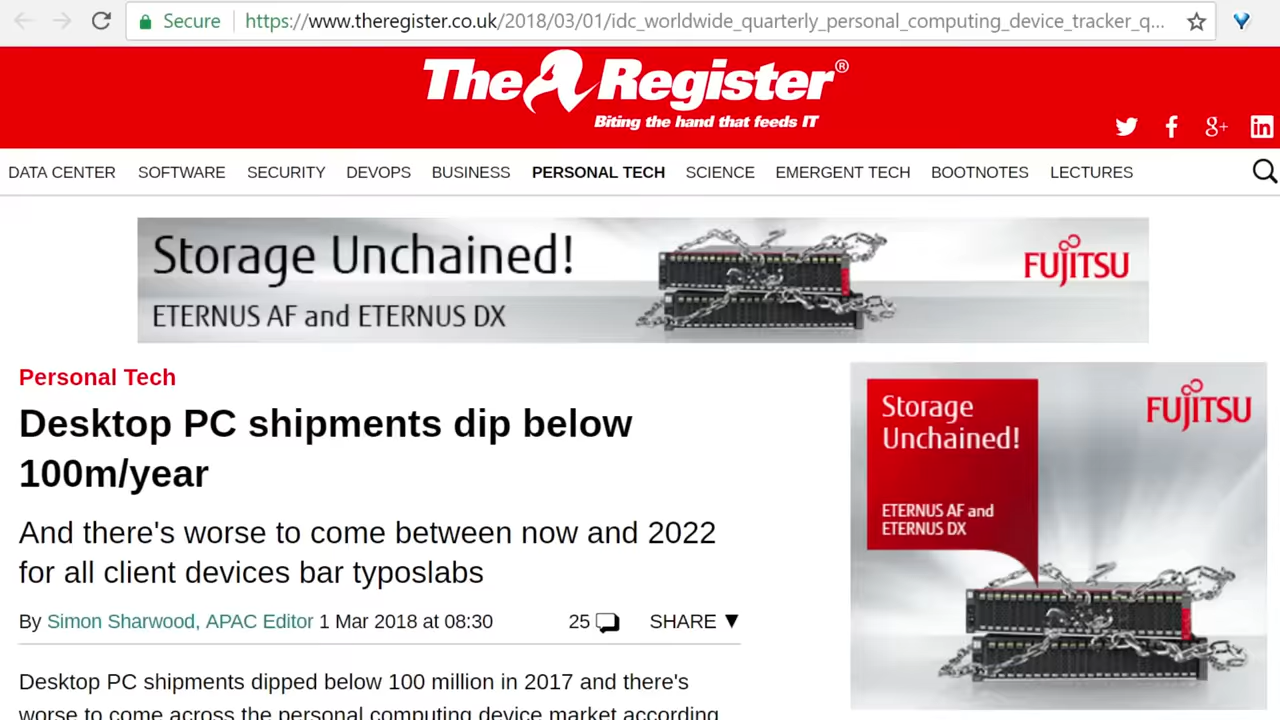 Secure https://www.theregister.co.uk/2018/03/01/idc_worldwide_quarterly_personal_computing_device_tracker_q...
The Register®
Biting the hand that feeds IT
DATA CENTER SOFTWARE SECURITY DEVOPS BUSINESS PERSONAL TECH SCIENCE EMERGENT TECH BOOTNOTES LECTURES
Storage Unchained!
ETERNUS AF and ETERNUS DX
FUJITSU
Personal Tech
Desktop PC shipments dip below
100m/year
And there's worse to come between now and 2022
for all client devices bar typoslabs
By Simon Sharwood, APAC Editor 1 Mar 2018 at 08:30 25 SHARE ▼
Desktop PC shipments dipped below 100 million in 2017 and there's
worse to come across the personal computing device market according
Storage
Unchained!
ETERNUS AF and
ETERNUS DX
FUJITSU